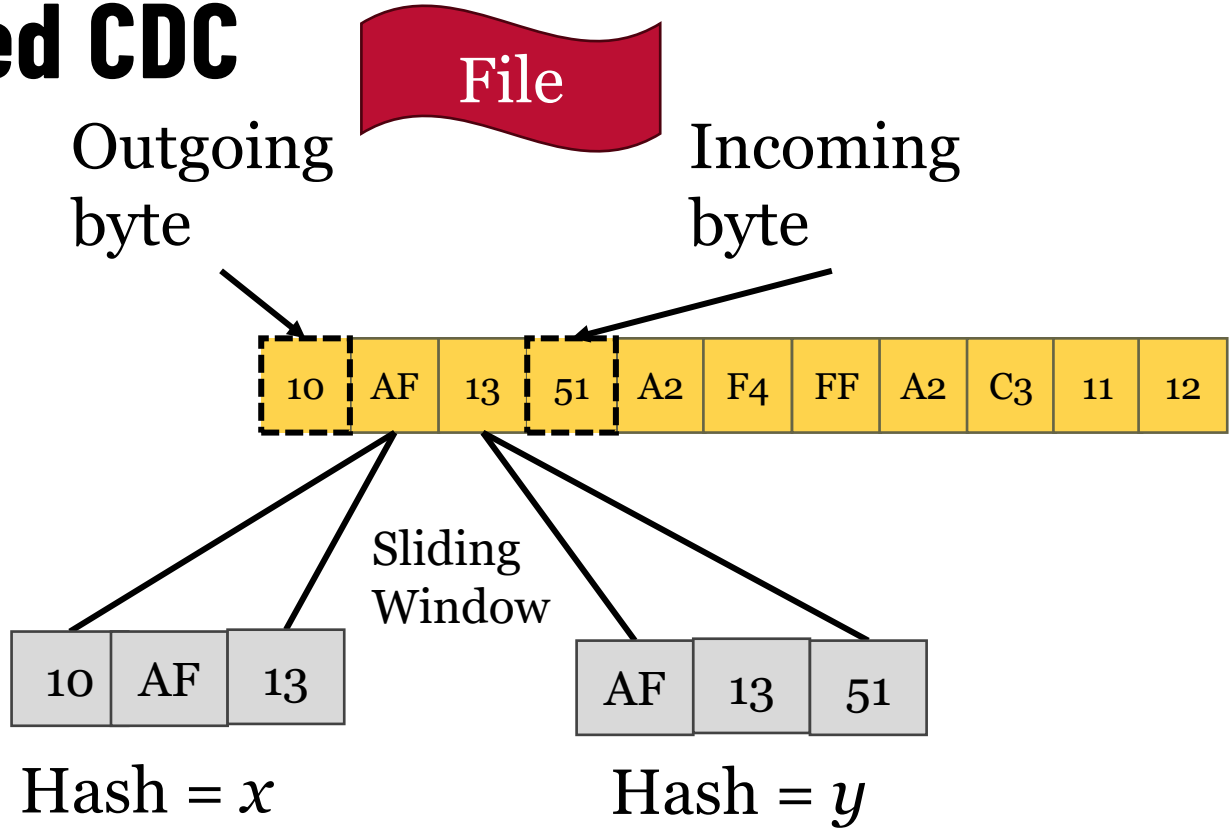 ed CDC
File
Outgoing
byte
Incoming
byte
10 AF 13 51 A2 F4 FF A2 C3 11 12
Sliding
Window
10 AF 13
AF 13 51
Hash = x
Hash = y